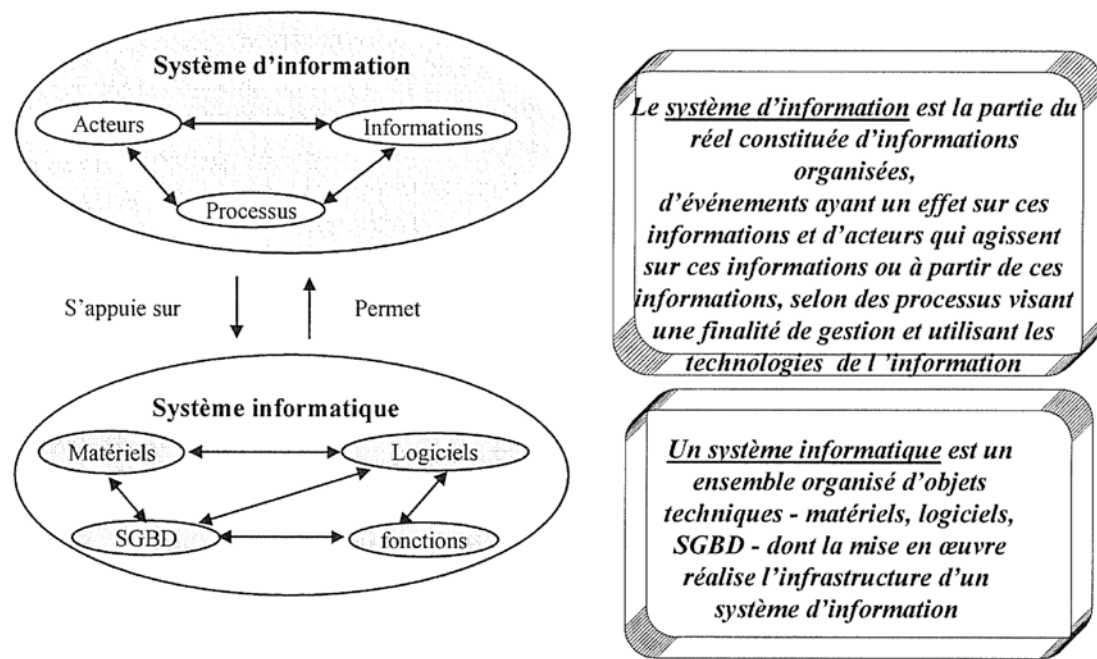 Système d'information
Acteurs
Informations
Processus
S'appuie sur
Permet
Système informatique
Matériels
Logiciels
SGBD
fonctions
Le système d'information est la partie du
réel constituée d'informations
organisées,
d'événements ayant un effet sur ces
informations et d'acteurs qui agissent
sur ces informations ou à partir de ces
informations, selon des processus visant
une finalité de gestion et utilisant les
technologies de l 'information
Un système informatique est un
ensemble organisé d'objets
techniques - matériels, logiciels,
SGBD - dont la mise en œuvre
réalise l'infrastructure d'un
système d'information